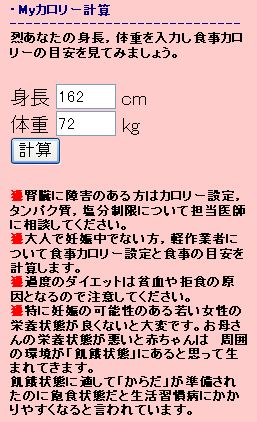 ・Myカロリー計算
烈あなたの身長，体重を入力し食事カロ
リーの目安を見てみましょう。
身長 162 cm
体重 72 kg
計算
腎臓に障害のある方はカロリー設定，
タンパク質，塩分制限について担当医師
に相談してください。
大人で妊娠中でない方，軽作業者に
ついて食事カロリー設定と食事の目安を
計算します。
過度のダイエットは貧血や拒食の原
因となるので注意してください。
特に妊娠の可能性のある若い女性の
栄養状態が良くないと大変です。お母さ
んの栄養状態が悪いと赤ちゃんは　周囲
の環境が「飢餓状態」にあると思って生
まれてきます。
飢餓状態に適して「からだ」が準備され
たのに飽食状態だと生活習慣病にかか
りやすくなると言われています。